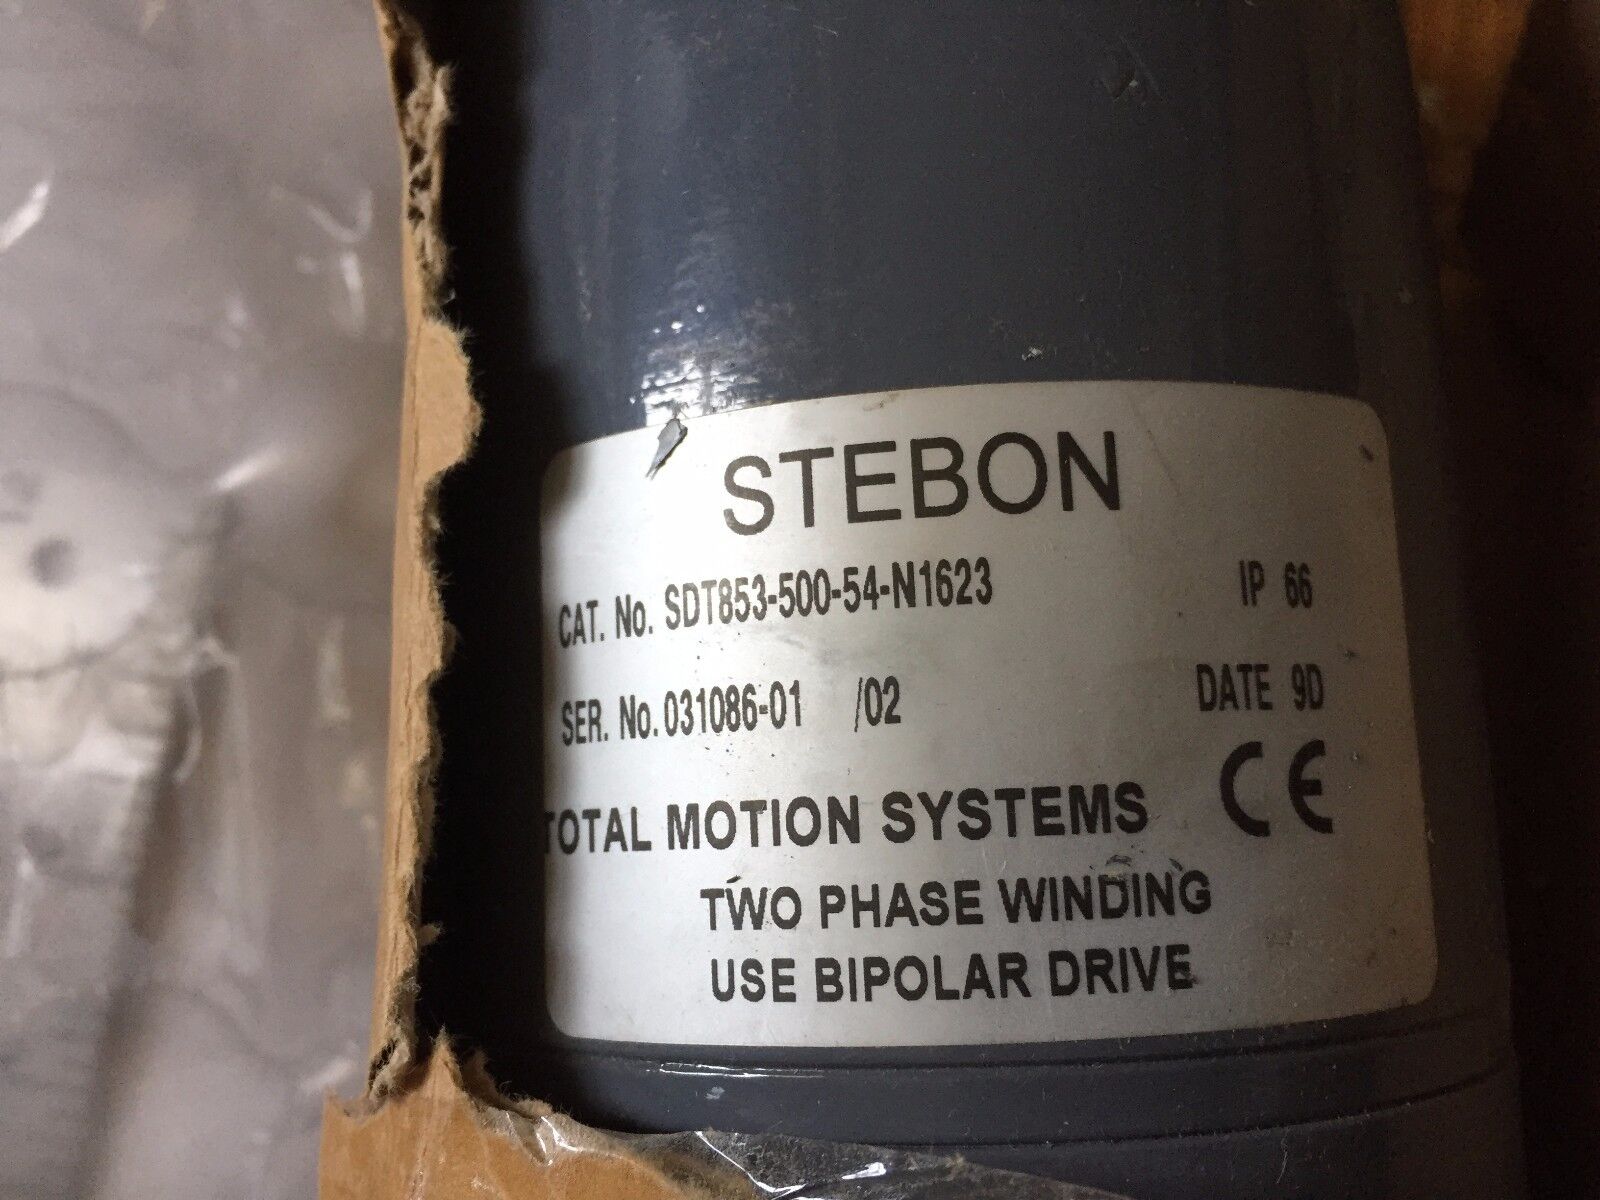 STEBON
CAT. No. SDT853-500-54-N1623 IP 66
SER. No. 031086-01 /02 DATE 9D
TOTAL MOTION SYSTEMS CE
TWO PHASE WINDING
USE BIPOLAR DRIVE